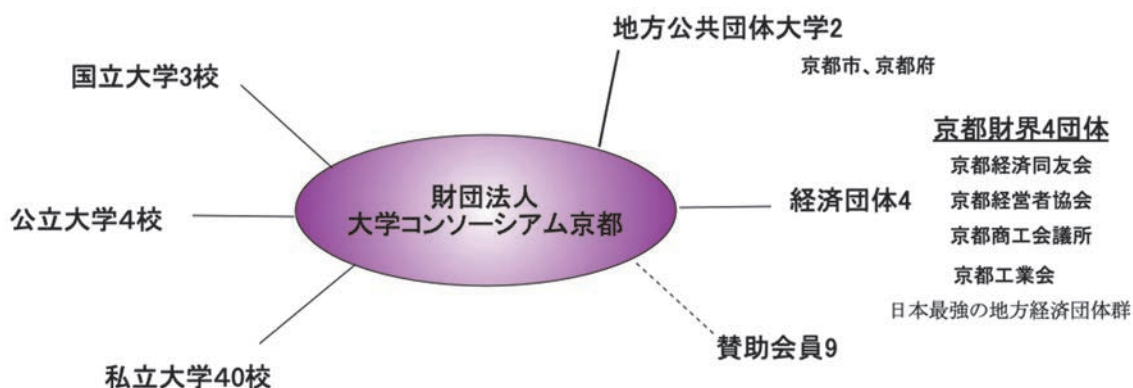 地方公共団体大学2
京都市、京都府
国立大学3校
京都財界4団体
京都経済同友会
財団法人
大学コンソーシアム京都
経済団体4
京都経営者協会
公立大学4校
京都商工会議所
京都工業会
日本最強の地方経済団体群
賛助会員9
私立大学40校